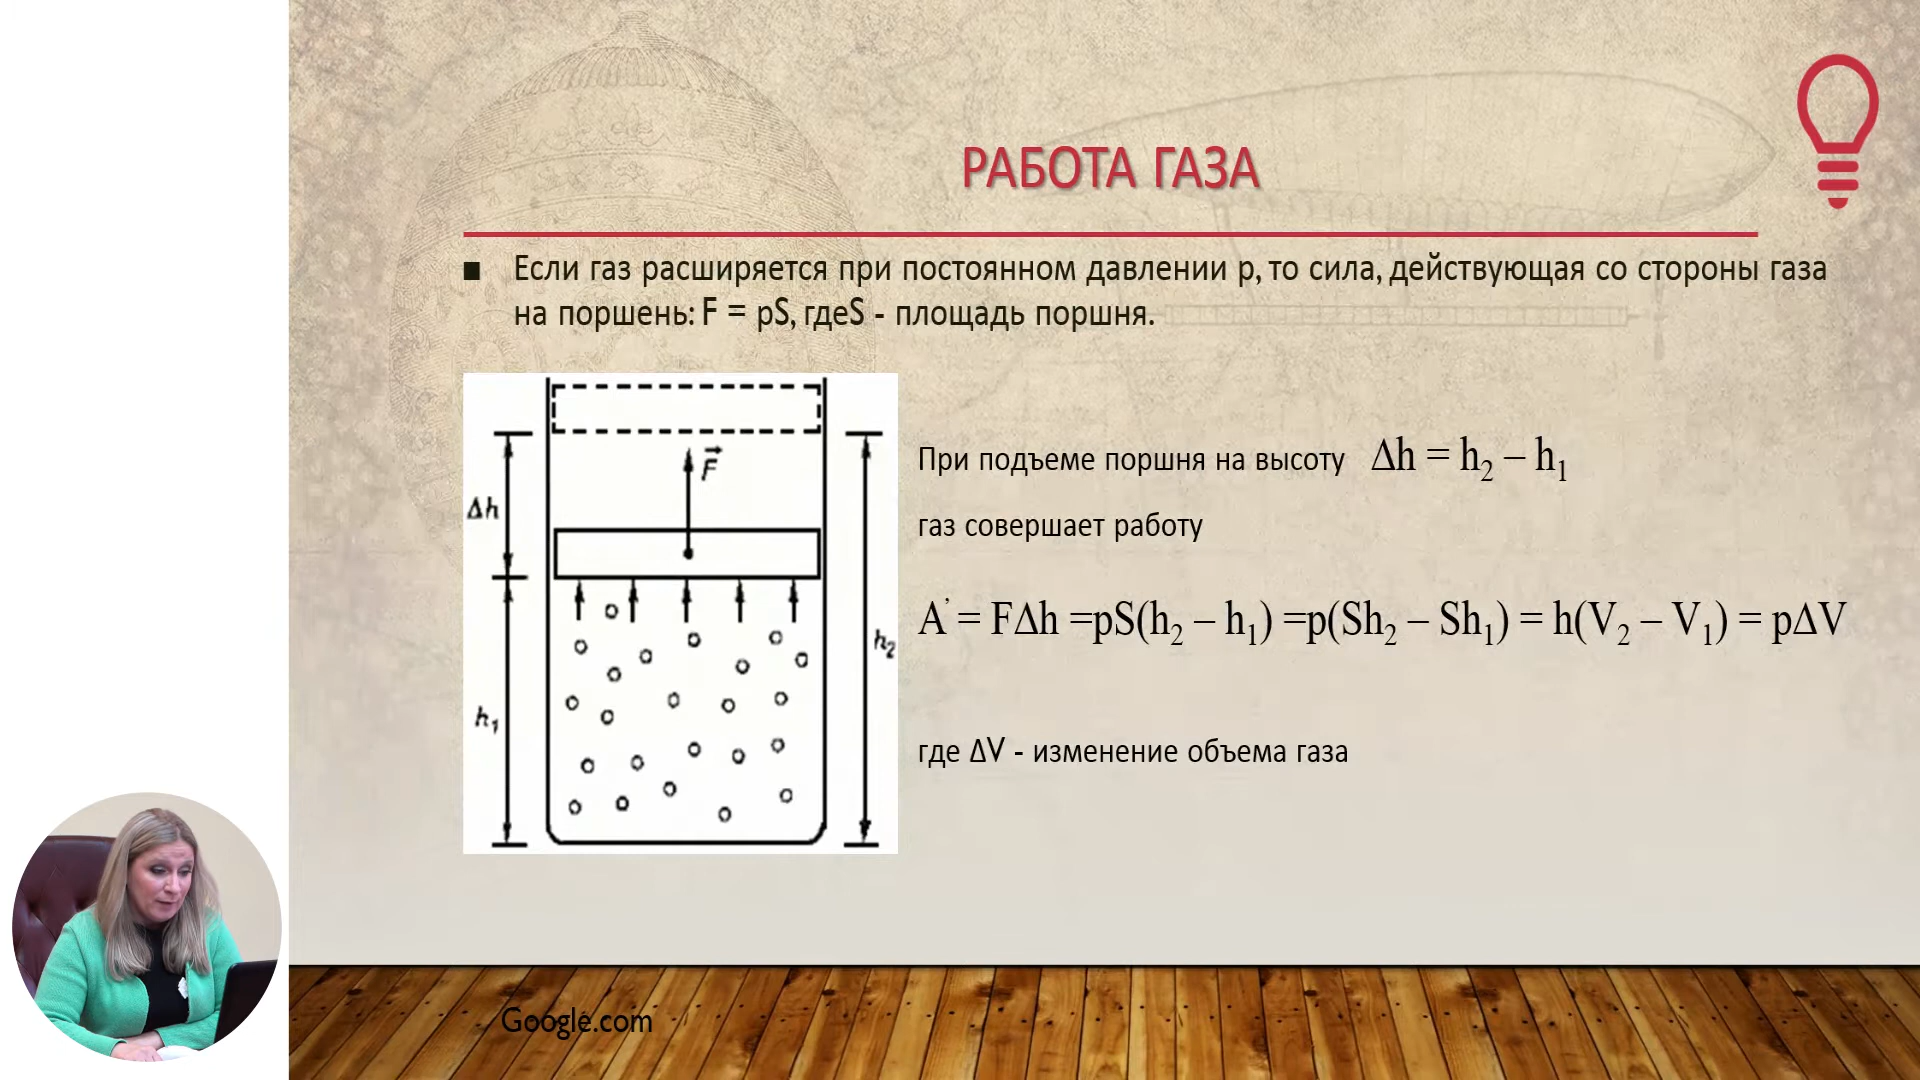 РАБОТА ГАЗА
■ Если газ расширяется при постоянном давлении p, то сила, действующая со стороны газа
на поршень: F = pS, гдеS - площадь поршня.
F
Δh
h₁
h₂
При подъеме поршня на высоту Δh = h₂ – h₁
газ совершает работу
A' = FΔh =pS(h₂ – h₁) =p(Sh₂ – Sh₁) = h(V₂ – V₁) = pΔV
где ΔV - изменение объема газа
Google.com